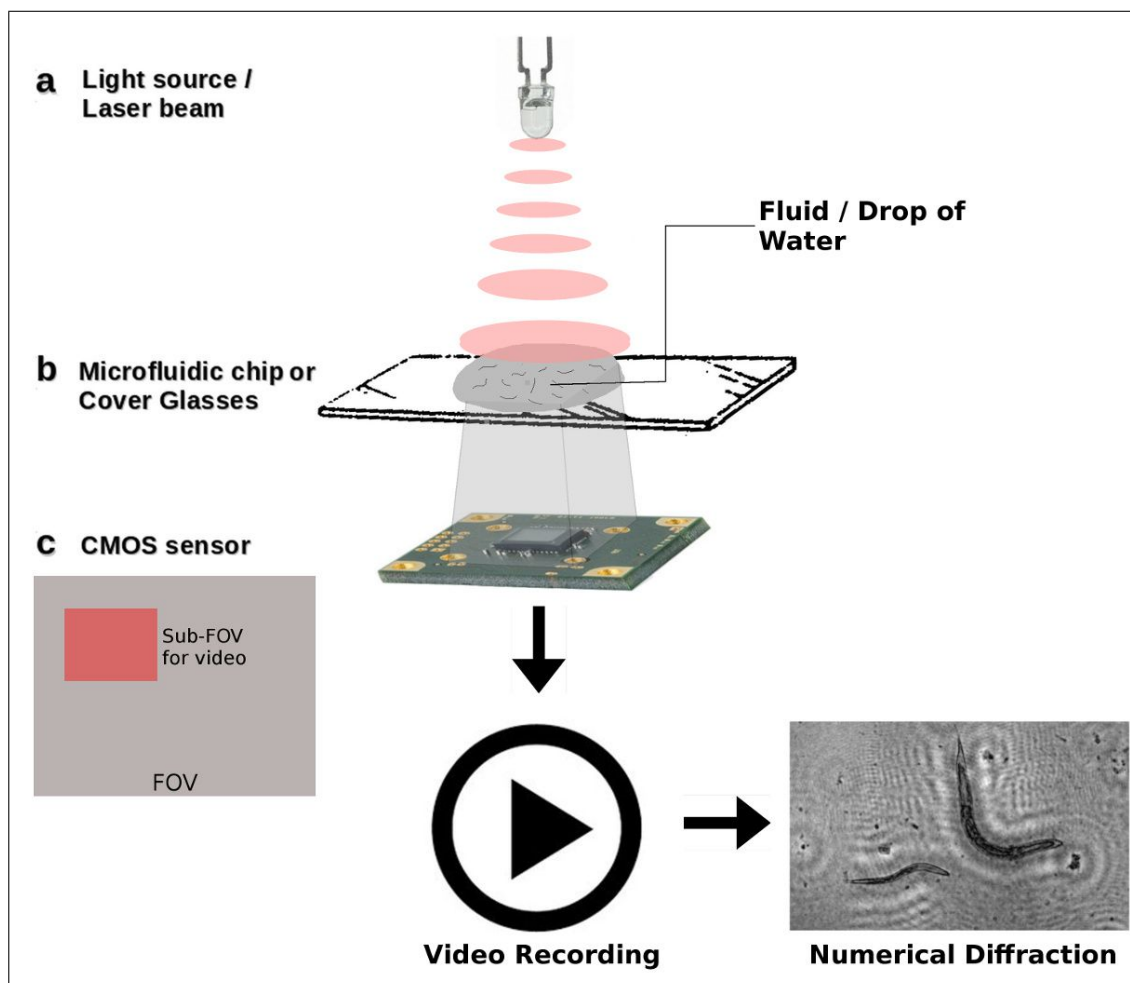 a Light source /
Laser beam
Fluid / Drop of
Water
b Microfluidic chip or
Cover Glasses
c CMOS sensor
Sub-FOV
for video
FOV
Video Recording
Numerical Diffraction